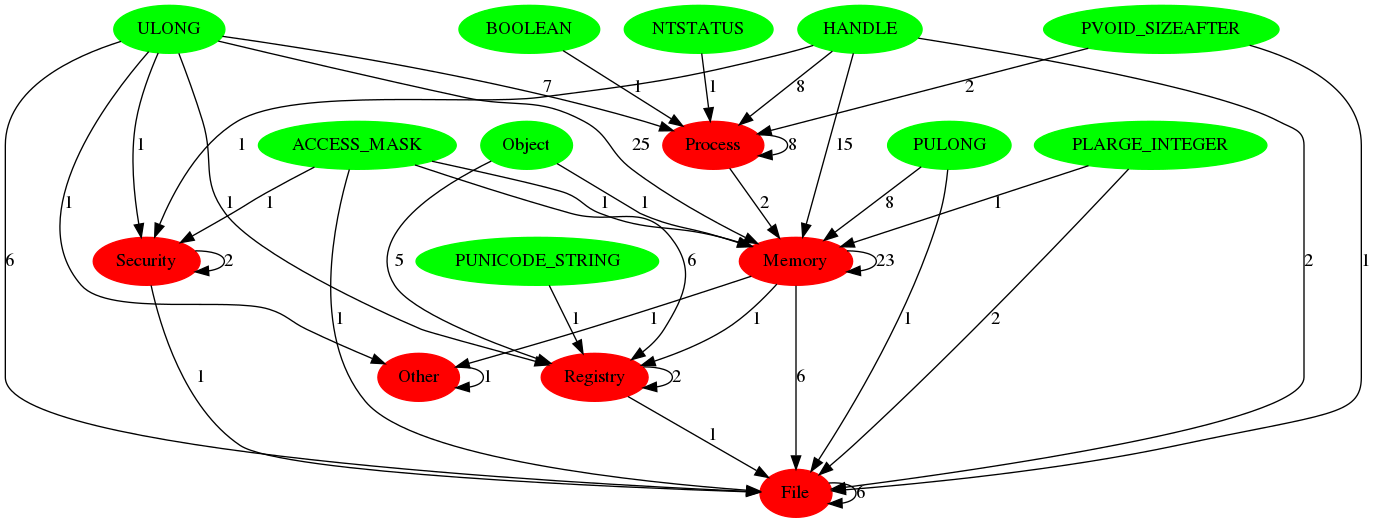 ULONG BOOLEAN NTSTATUS HANDLE PVOID_SIZEAFTER
7 1 1 8 2
ACCESS_MASK Object Process 8 PULONG PLARGE_INTEGER
1 1 25 15
1 1 1 1 1 6 2 8 1
6 Security 2 PUNICODE_STRING 5 Memory 23 2 1
1 1 1 1 1 1 2
Other 1 Registry 2 6
1 1
File 6